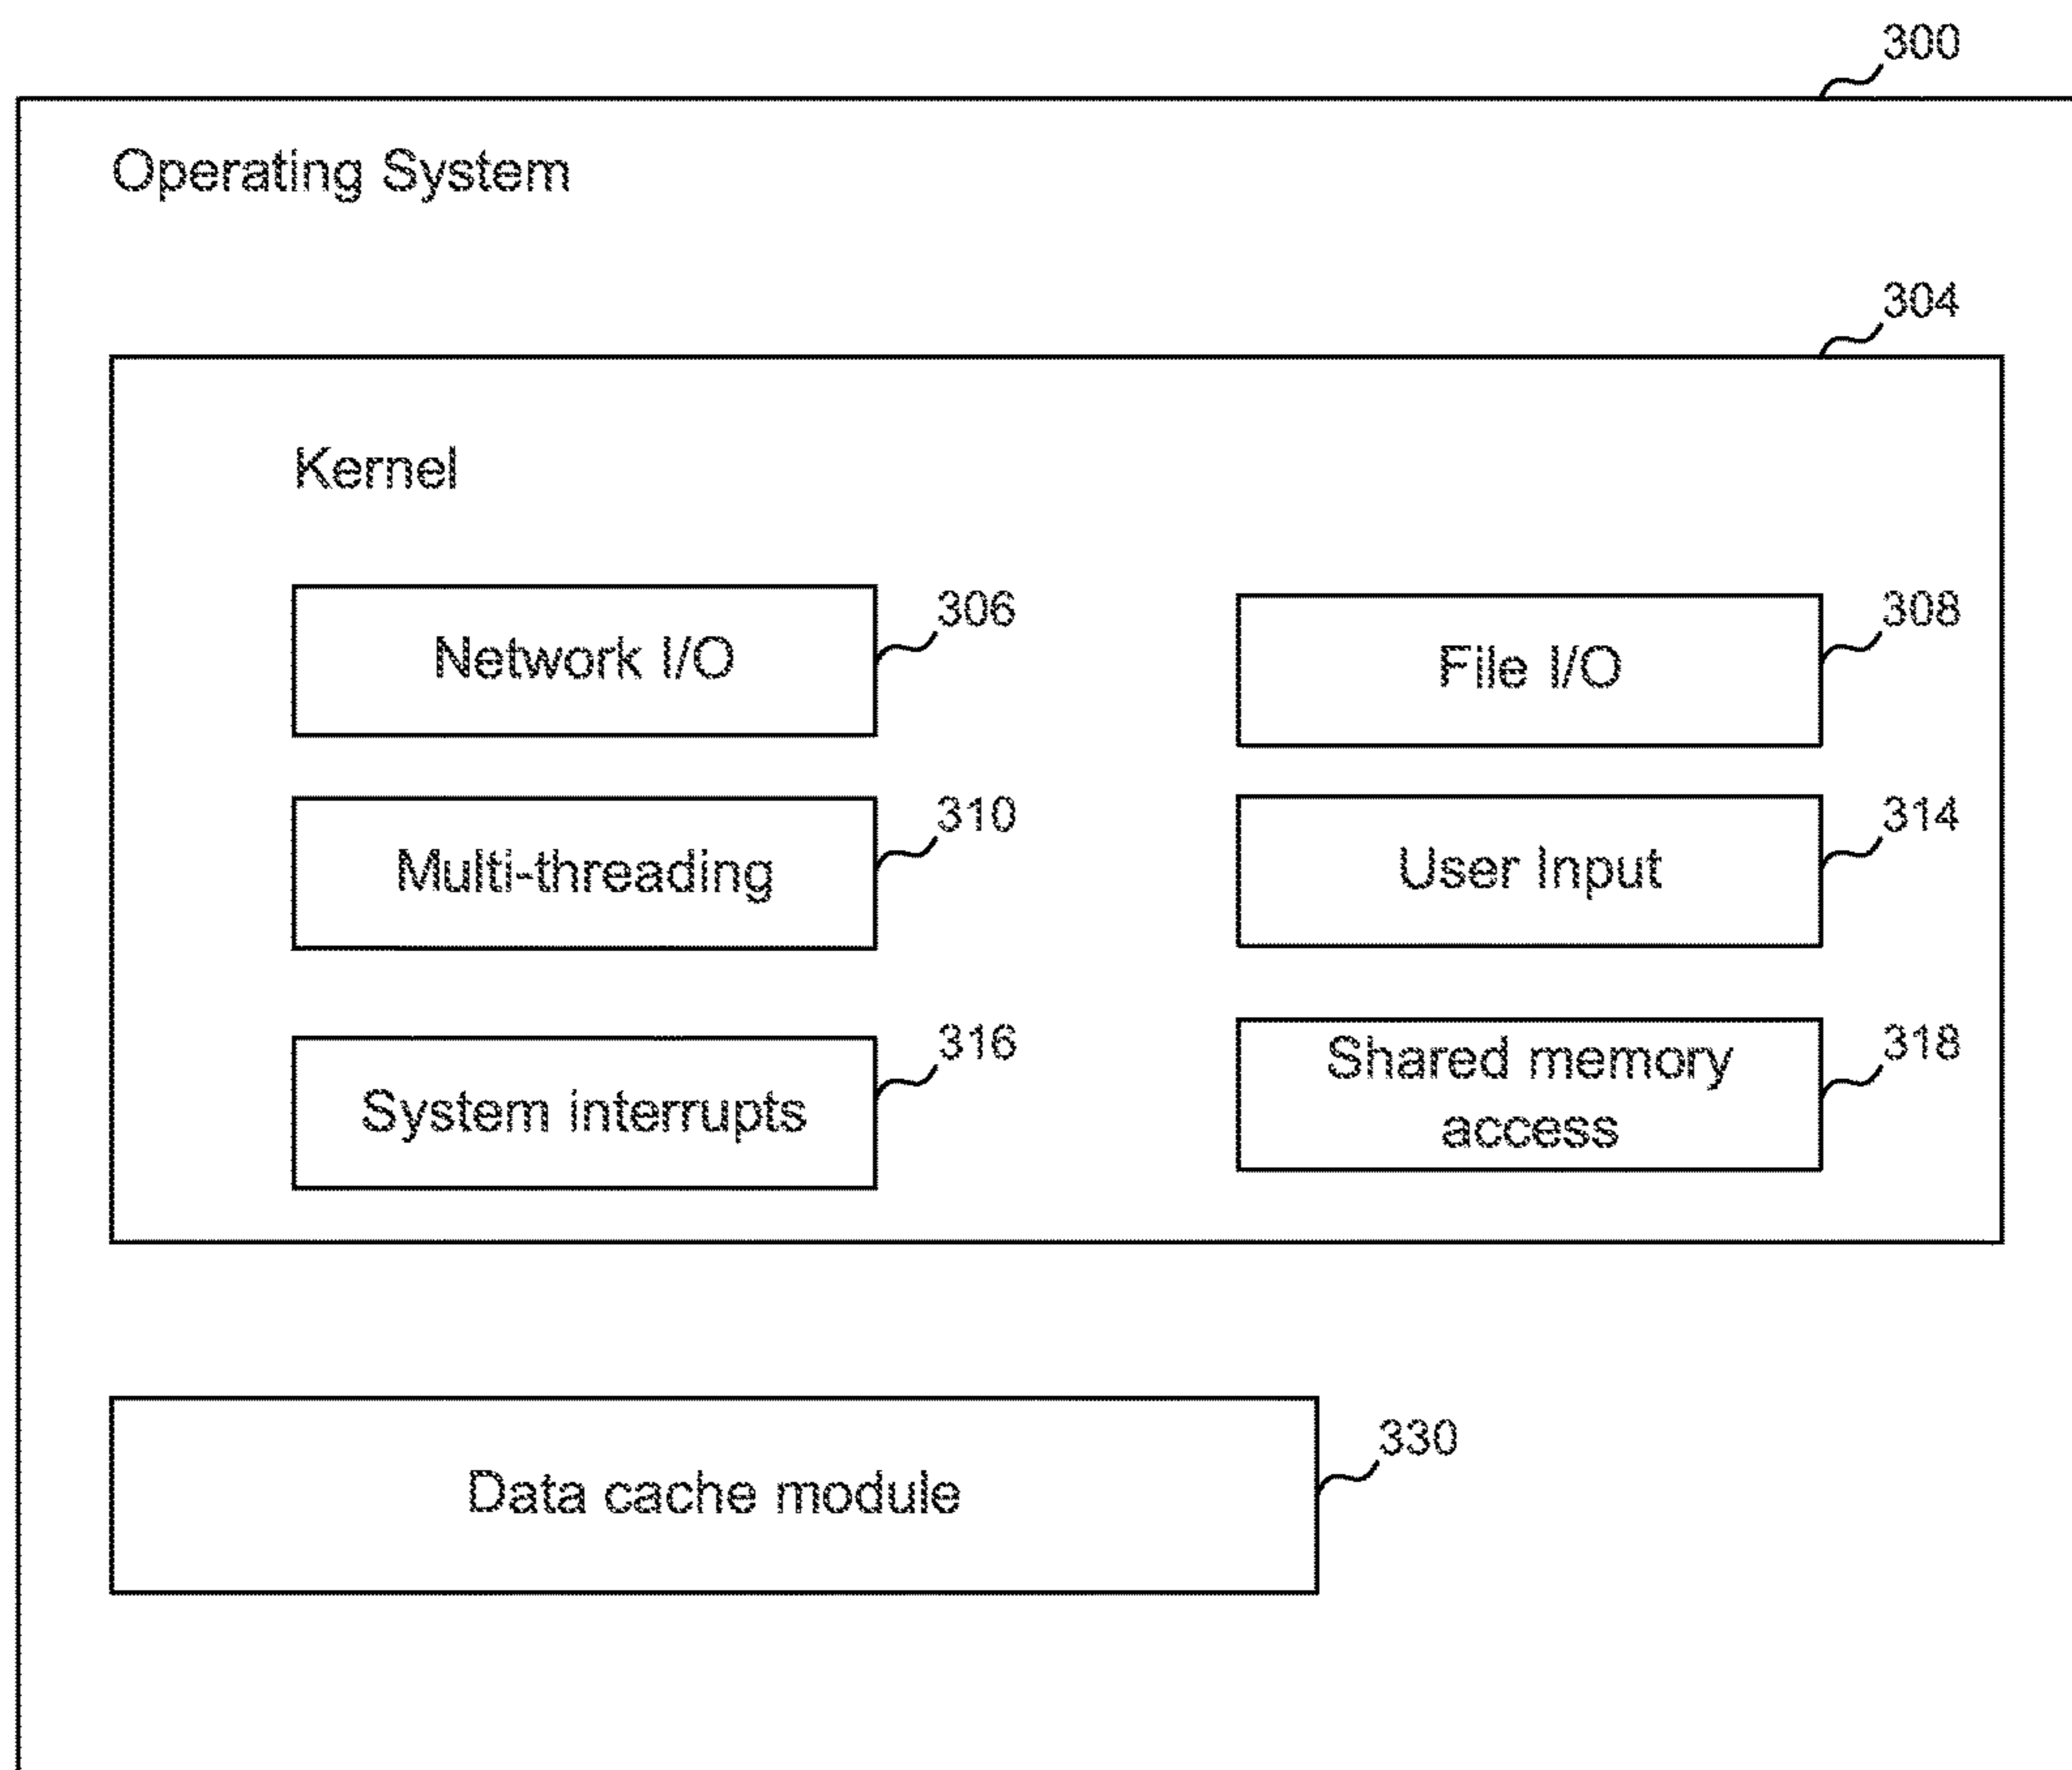 300
Operating System
304
Kernel
Network I/O
306
File I/O
308
Multi-threading
310
User Input
314
System interrupts
316
Shared memory
access
318
Data cache module
330